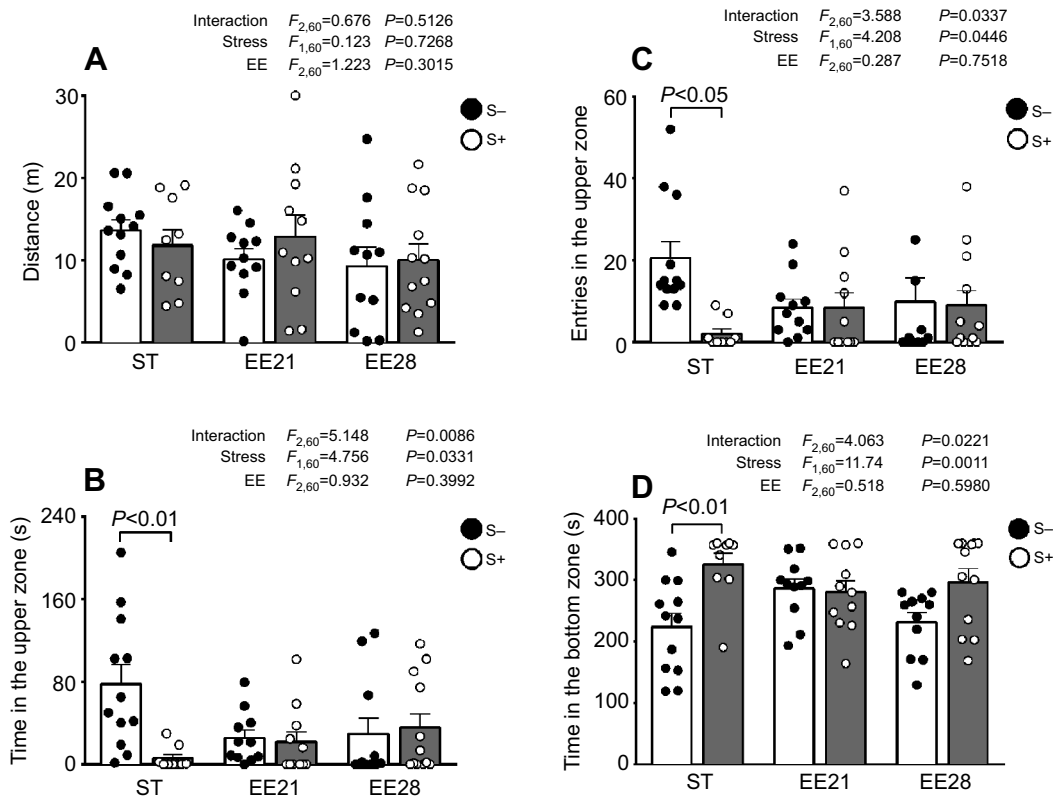 Interaction F2,60=0.676 P=0.5126
Stress F1,60=0.123 P=0.7268
EE F2,60=1.223 P=0.3015
A
Distance (m)
30
20
10
0
ST EE21 EE28
S–
S+
Interaction F2,60=3.588 P=0.0337
Stress F1,60=4.208 P=0.0446
EE F2,60=0.287 P=0.7518
C
P<0.05
Entries in the upper zone
60
40
20
0
ST EE21 EE28
S–
S+
Interaction F2,60=5.148 P=0.0086
Stress F1,60=4.756 P=0.0331
EE F2,60=0.932 P=0.3992
B
P<0.01
Time in the upper zone (s)
240
160
80
0
ST EE21 EE28
S–
S+
Interaction F2,60=4.063 P=0.0221
Stress F1,60=11.74 P=0.0011
EE F2,60=0.518 P=0.5980
D
P<0.01
Time in the bottom zone (s)
400
300
200
100
0
ST EE21 EE28
S–
S+